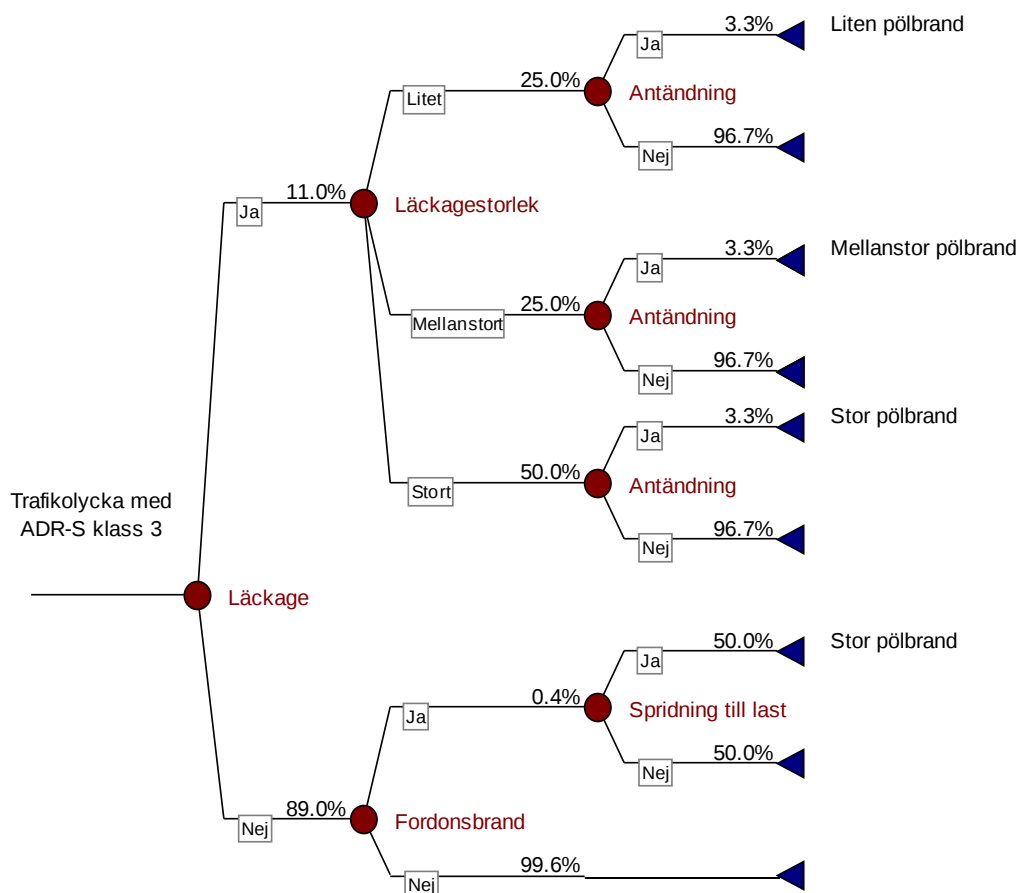 3.3%
Liten pölbrand
Ja
25.0%
Antändning
Litet
96.7%
Nej
11.0%
Läckagestorlek
Ja
3.3%
Mellanstor pölbrand
Ja
25.0%
Antändning
Mellanstort
96.7%
Nej
3.3%
Stor pölbrand
Ja
50.0%
Antändning
Stort
96.7%
Nej
Trafikolycka med
ADR-S klass 3
Läckage
50.0%
Stor pölbrand
Ja
0.4%
Spridning till last
Ja
50.0%
Nej
89.0%
Fordonsbrand
Nej
99.6%
Nej